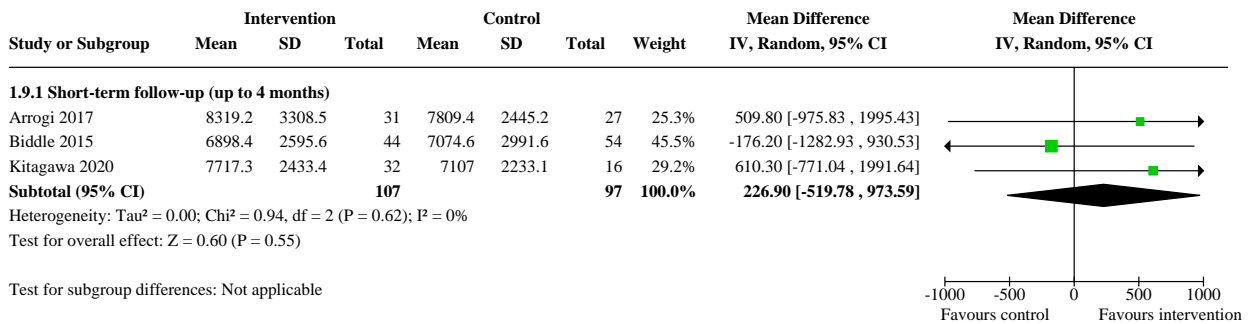 Intervention Control Mean Difference Mean Difference
Study or Subgroup Mean SD Total Mean SD Total Weight IV, Random, 95% CI IV, Random, 95% CI
1.9.1 Short-term follow-up (up to 4 months)
Arrogi 2017 8319.2 3308.5 31 7809.4 2445.2 27 25.3% 509.80 [-975.83 , 1995.43]
Biddle 2015 6898.4 2595.6 44 7074.6 2991.6 54 45.5% -176.20 [-1282.93 , 930.53]
Kitagawa 2020 7717.3 2433.4 32 7107 2233.1 16 29.2% 610.30 [-771.04 , 1991.64]
Subtotal (95% CI) 107 97 100.0% 226.90 [-519.78 , 973.59]
Heterogeneity: Tau² = 0.00; Chi² = 0.94, df = 2 (P = 0.62); I² = 0%
Test for overall effect: Z = 0.60 (P = 0.55)
Test for subgroup differences: Not applicable
-1000 -500 0 500 1000
Favours control Favours intervention